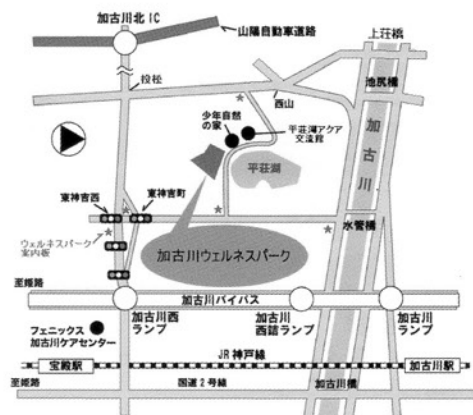 加古川北IC
山陽自動車道路
上荘橋
投松
池尻橋
西山
少年自然
の家
平荘湖アクア
交流館
加古川
平荘湖
東神吉西
東神吉町
水管橋
ウェルネスパーク
案内板
加古川ウェルネスパーク
至姫路
加古川バイパス
加古川西
ランプ
加古川
西詰ランプ
加古川
ランプ
フェニックス
加古川ケアセンター
JR 神戸線
宝殿駅
加古川駅
至姫路
国道2号線
加古川橋